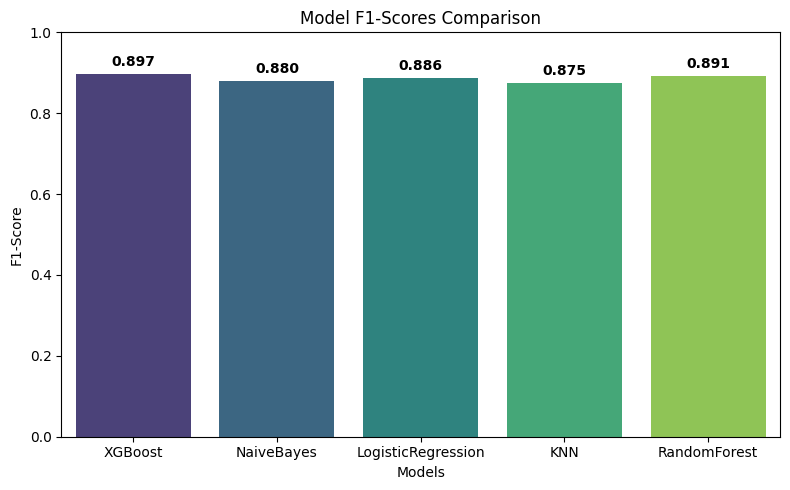 Model F1-Scores Comparison
1.0
0.8
0.6
0.4
0.2
0.0
F1-Score
0.897
0.880
0.886
0.875
0.891
XGBoost
NaiveBayes
LogisticRegression
KNN
RandomForest
Models